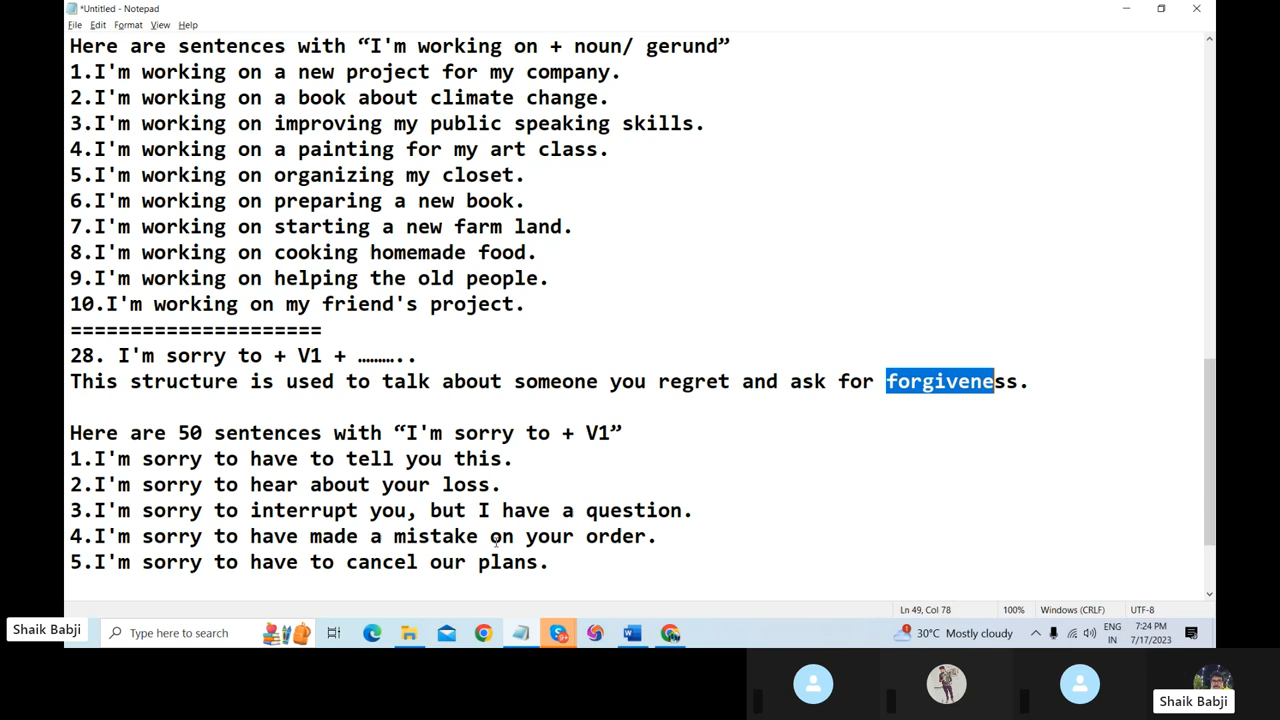 *Untitled - Notepad
File Edit Format View Help
Here are sentences with “I'm working on + noun/ gerund”
1.I'm working on a new project for my company.
2.I'm working on a book about climate change.
3.I'm working on improving my public speaking skills.
4.I'm working on a painting for my art class.
5.I'm working on organizing my closet.
6.I'm working on preparing a new book.
7.I'm working on starting a new farm land.
8.I'm working on cooking homemade food.
9.I'm working on helping the old people.
10.I'm working on my friend's project.
=====================
28. I'm sorry to + V1 + ………..
This structure is used to talk about someone you regret and ask for forgiveness.
Here are 50 sentences with “I'm sorry to + V1”
1.I'm sorry to have to tell you this.
2.I'm sorry to hear about your loss.
3.I'm sorry to interrupt you, but I have a question.
4.I'm sorry to have made a mistake on your order.
5.I'm sorry to have to cancel our plans.
Ln 49, Col 78 100% Windows (CRLF) UTF-8
Shaik Babji
Type here to search
30°C Mostly cloudy
ENG
IN
7:24 PM
7/17/2023
Shaik Babji